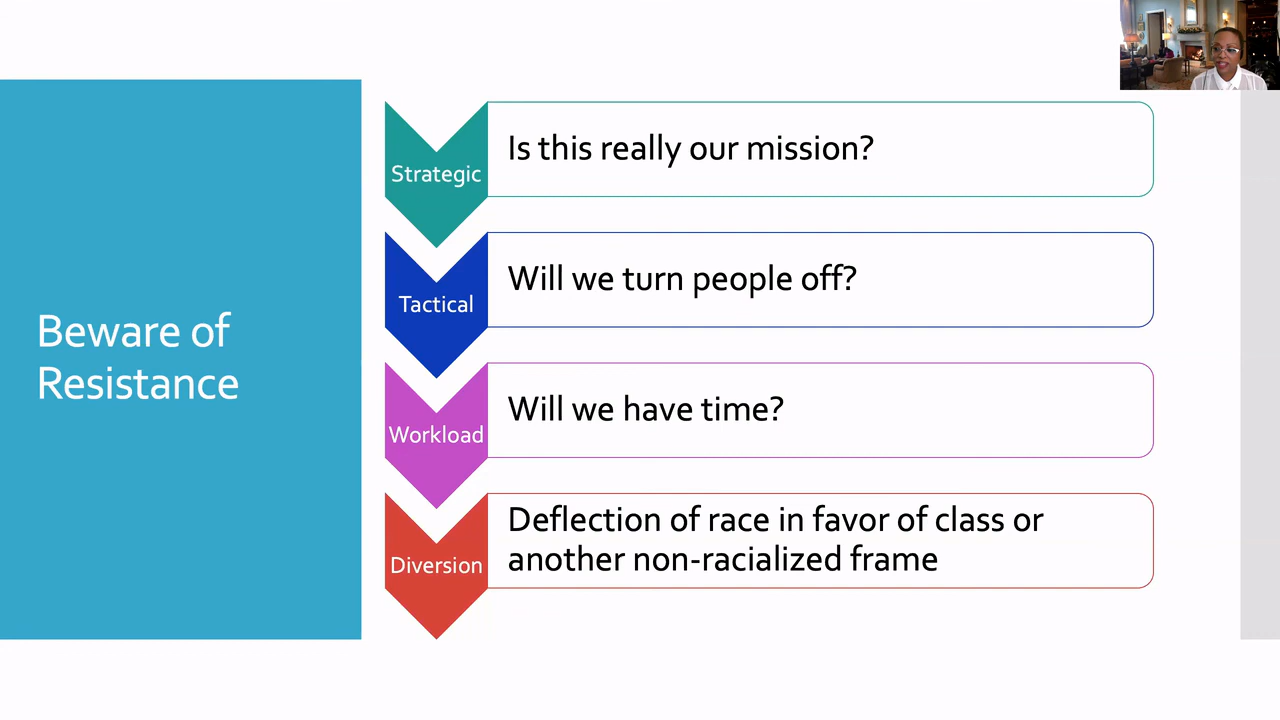 Beware of
Resistance
Strategic
Is this really our mission?
Tactical
Will we turn people off?
Workload
Will we have time?
Diversion
Deflection of race in favor of class or
another non-racialized frame